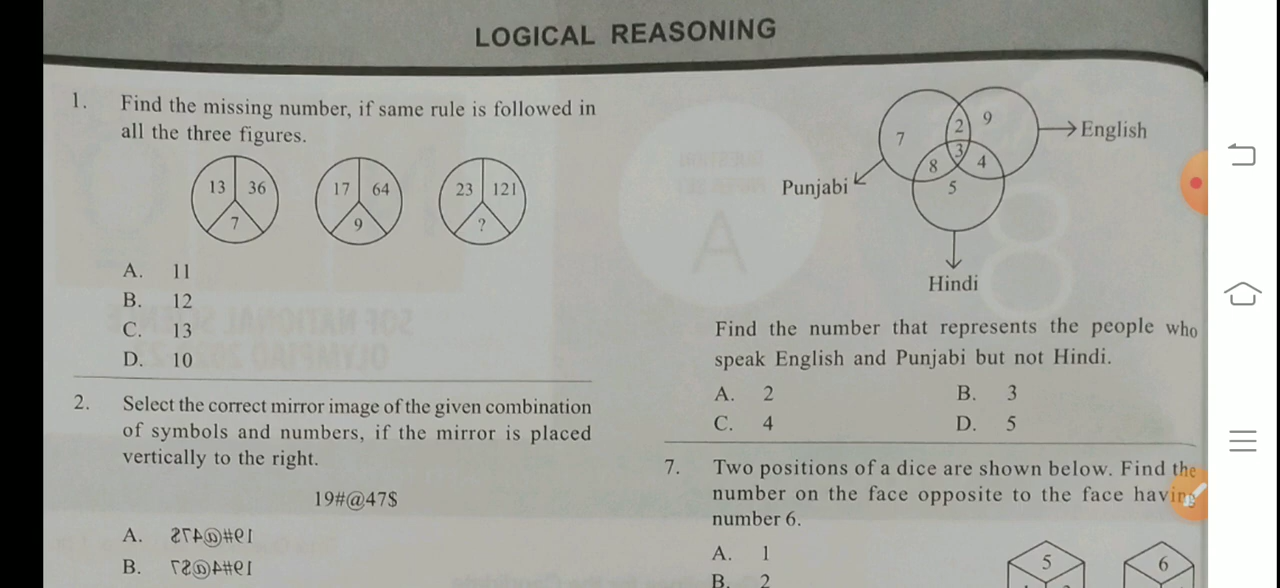 LOGICAL REASONING
1. Find the missing number, if same rule is followed in
all the three figures.
13 36 7
17 64 9
23 121 ?
A. 11
B. 12
C. 13
D. 10
2. Select the correct mirror image of the given combination
of symbols and numbers, if the mirror is placed
vertically to the right.
19#@47$
A.
B.
7 2 9
3
8 4
5
English
Punjabi
Hindi
Find the number that represents the people who
speak English and Punjabi but not Hindi.
A. 2 B. 3
C. 4 D. 5
7. Two positions of a dice are shown below. Find the
number on the face opposite to the face having
number 6.
A. 1
B. 2
5 6